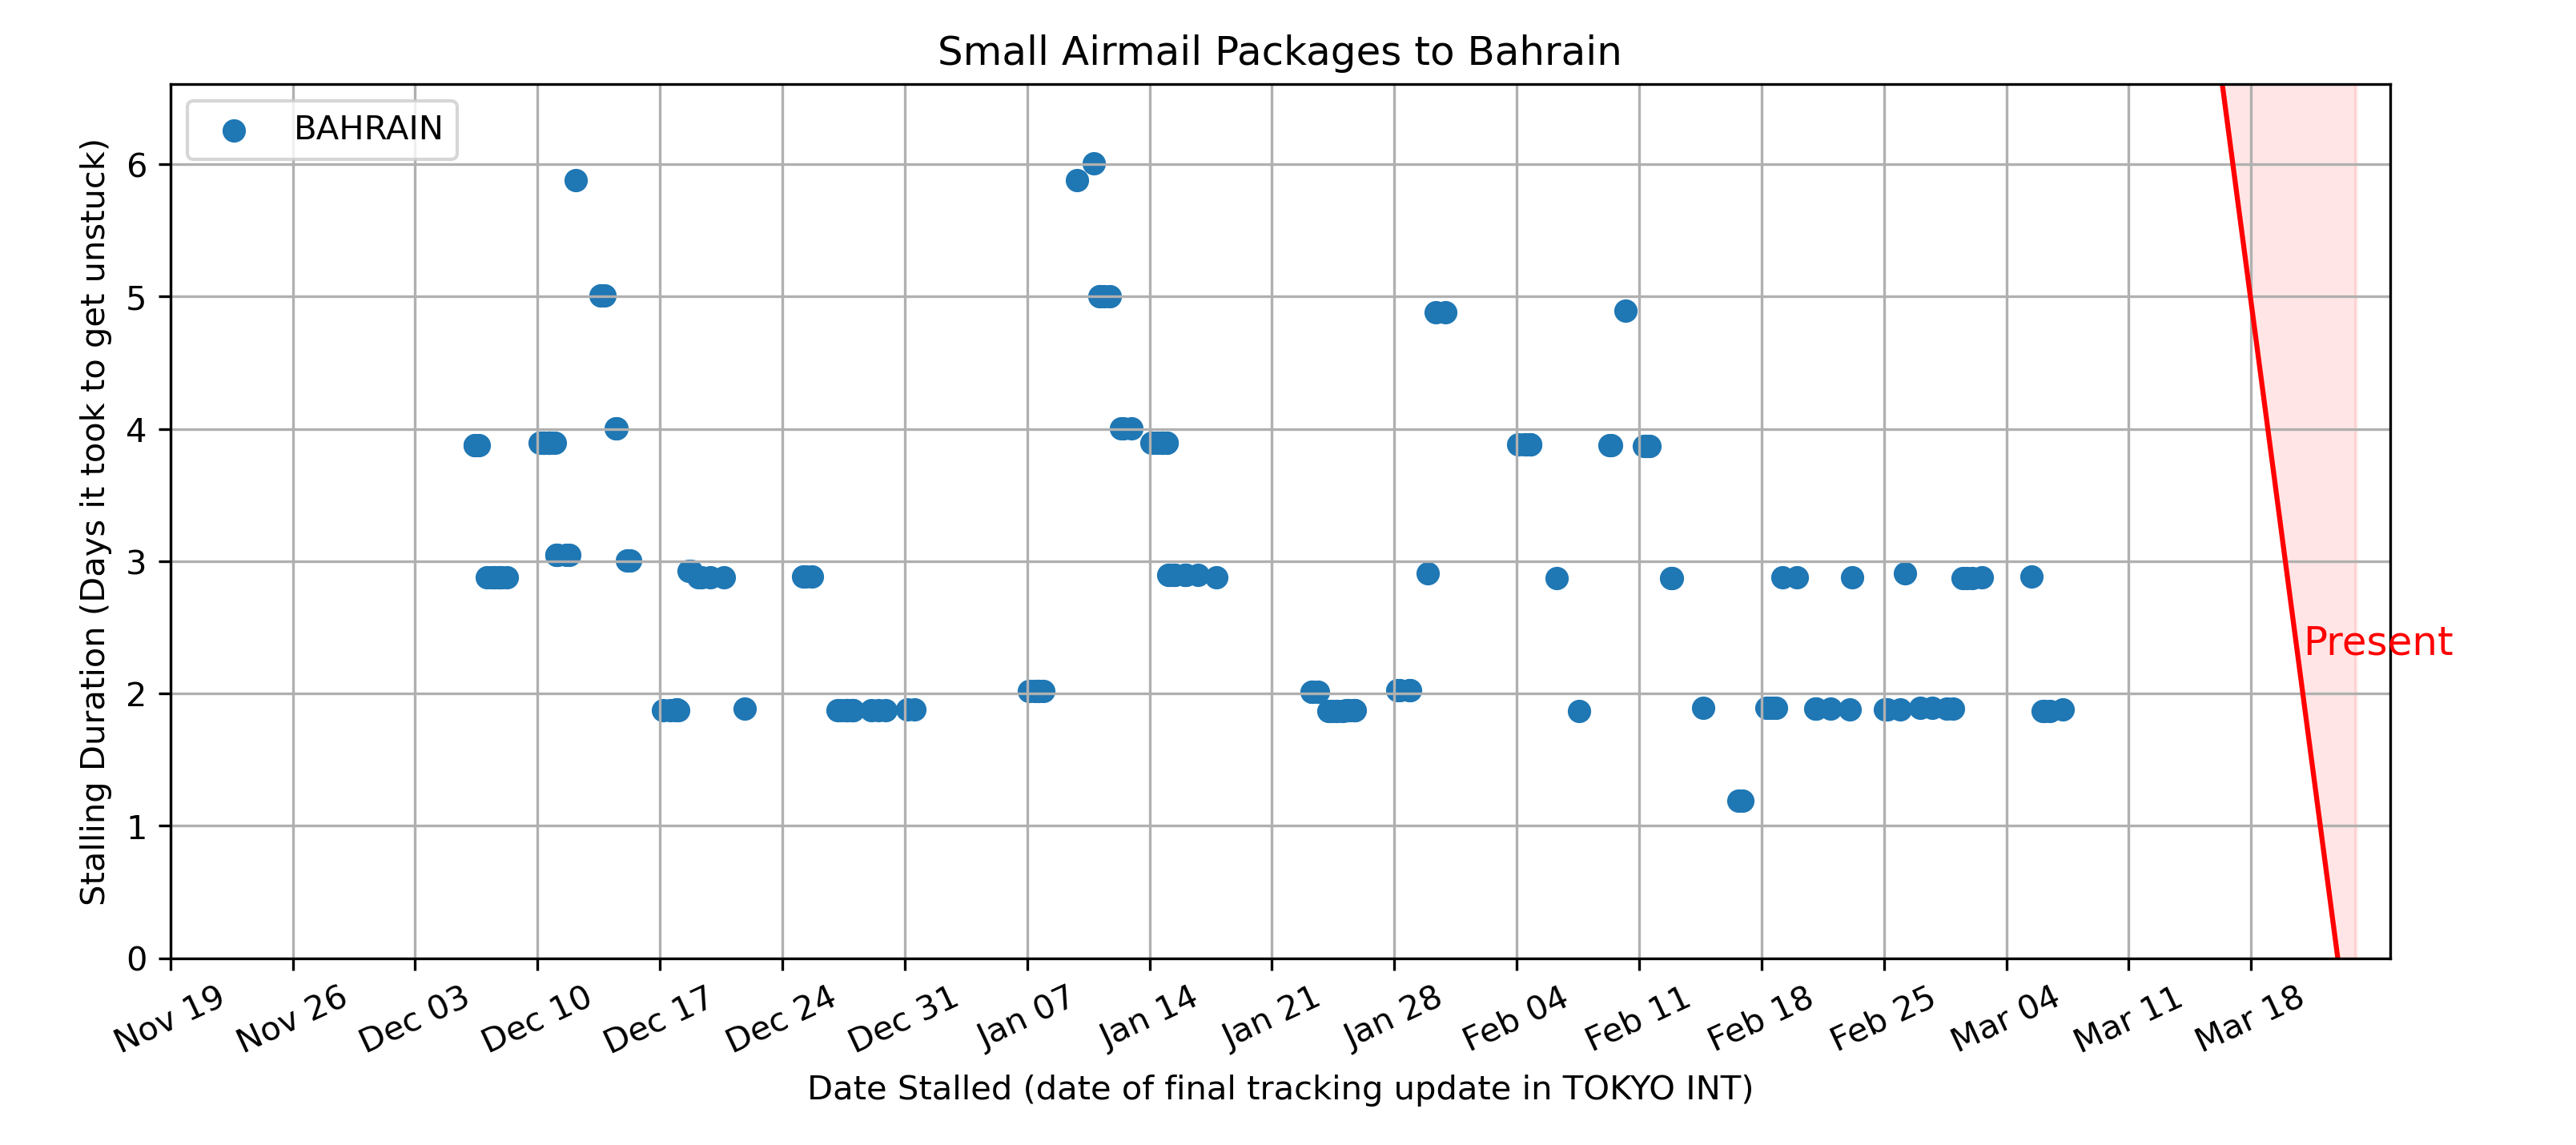 Small Airmail Packages to Bahrain
BAHRAIN
Stalling Duration (Days it took to get unstuck)
6
5
4
3
2
1
0
Present
Nov 19
Nov 26
Dec 03
Dec 10
Dec 17
Dec 24
Dec 31
Jan 07
Jan 14
Jan 21
Jan 28
Feb 04
Feb 11
Feb 18
Feb 25
Mar 04
Mar 11
Mar 18
Date Stalled (date of final tracking update in TOKYO INT)